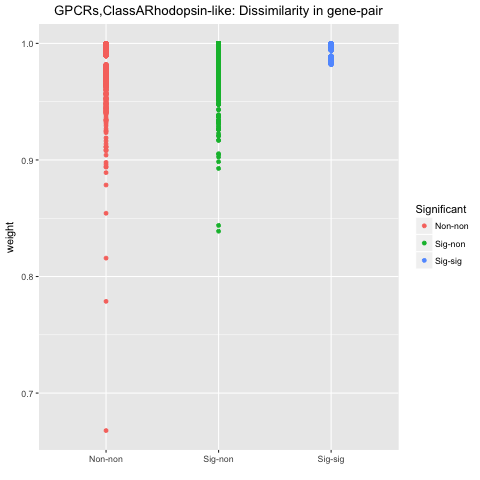 GPCRs,ClassARhodopsin-like: Dissimilarity in gene-pair
1.0
0.9
0.8
0.7
weight
Non-non
Sig-non
Sig-sig
Significant
Non-non
Sig-non
Sig-sig